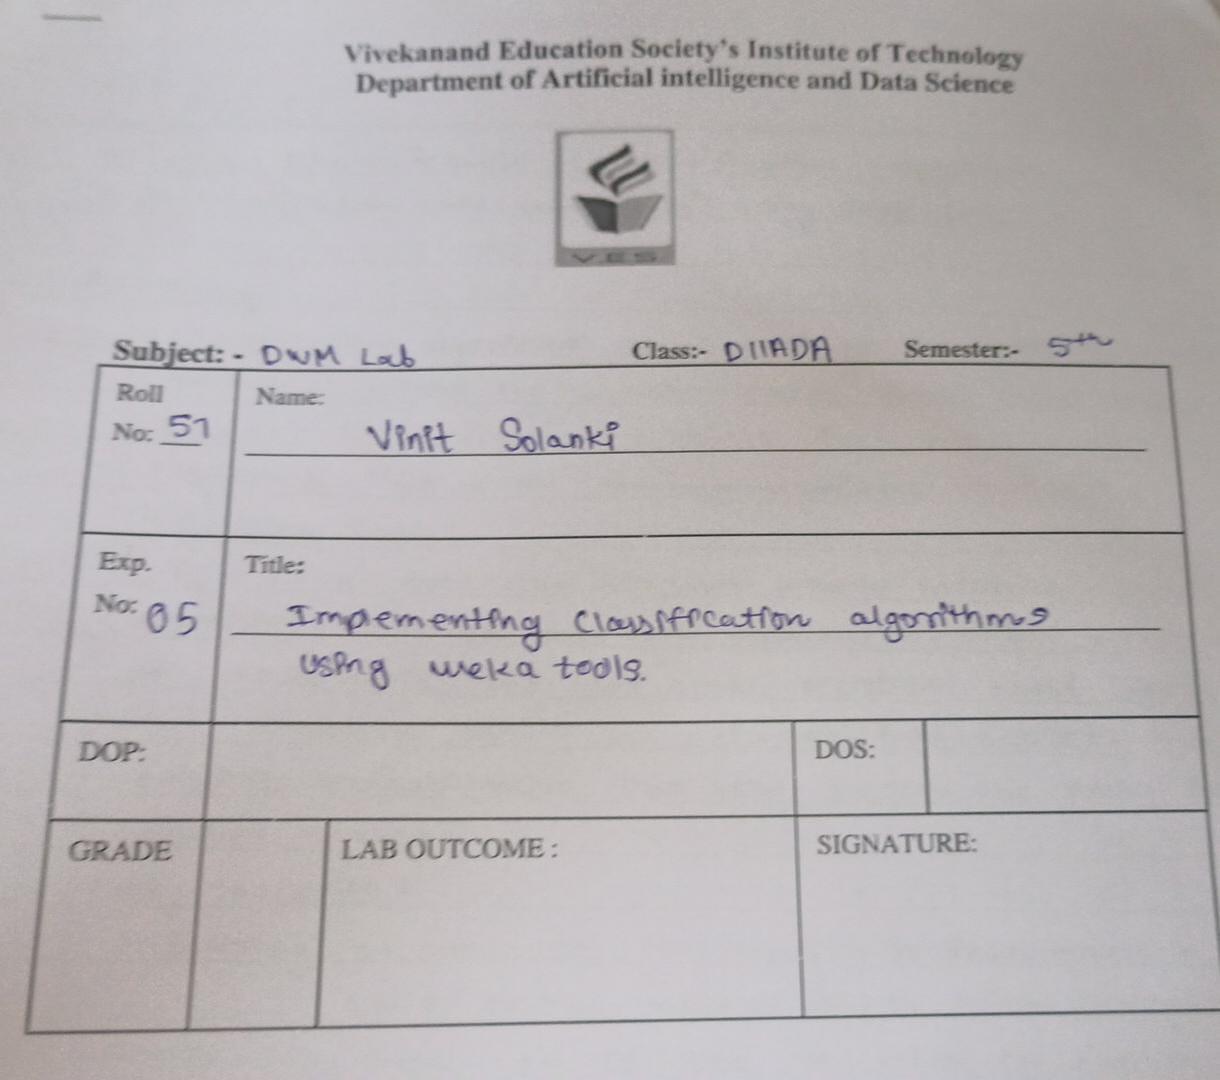 Vivekanand Education Society's Institute of Technology
Department of Artificial intelligence and Data Science
V.E.S.
Subject: - DWM Lab Class:- D11ADA Semester:- 5th
Roll
No: 57
Name:
Vinit Solanki
Exp.
No: 05
Title:
Implementing Classification algorithms
using weka tools.
DOP:
DOS:
GRADE
LAB OUTCOME :
SIGNATURE: